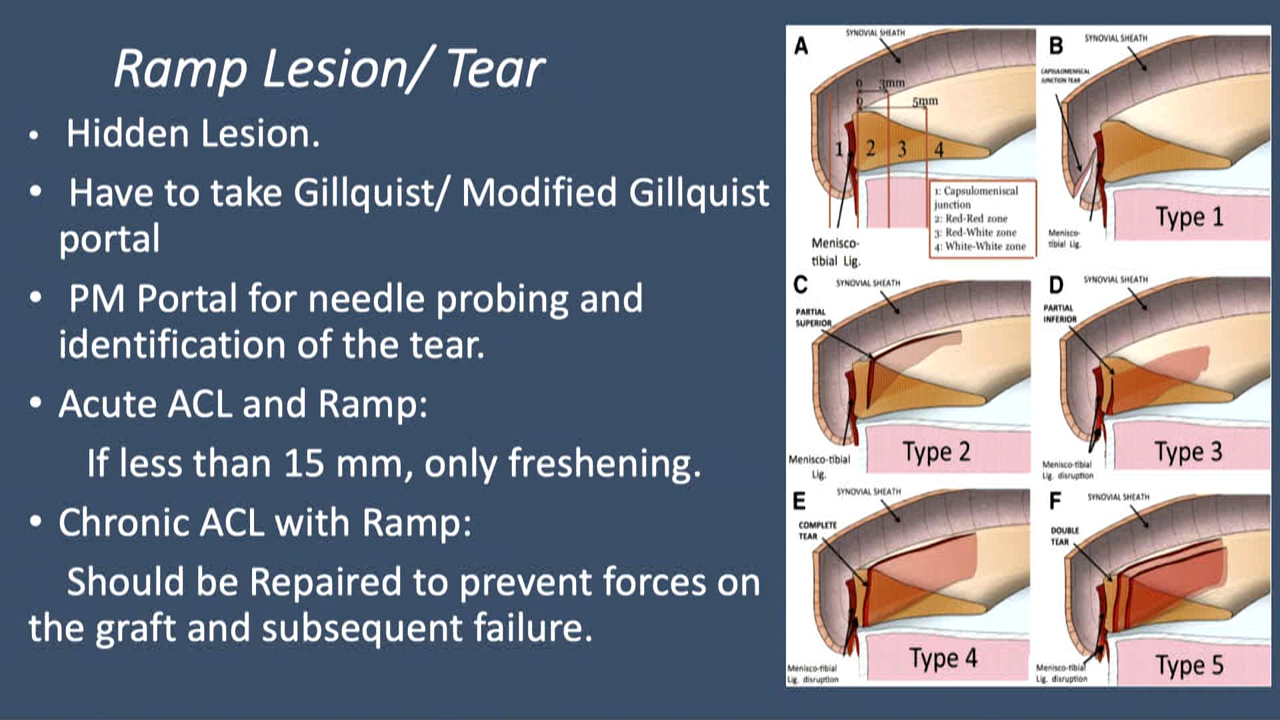 Ramp Lesion/ Tear
• Hidden Lesion.
• Have to take Gillquist/ Modified Gillquist
portal
• PM Portal for needle probing and
identification of the tear.
• Acute ACL and Ramp:
If less than 15 mm, only freshening.
• Chronic ACL with Ramp:
Should be Repaired to prevent forces on
the graft and subsequent failure.
A
SYNOVIAL SHEATH
0 3mm
0 5mm
1 2 3 4
1: Capsulomeniscal
junction
2: Red-Red zone
3: Red-White zone
4: White-White zone
Menisco-
tibial Lig.
B
SYNOVIAL SHEATH
CAPSULOMENISCAL
JUNCTION TEAR
Menisco-
tibial Lig.
Type 1
C
SYNOVIAL SHEATH
PARTIAL
SUPERIOR
Menisco-tibial
Lig.
Type 2
D
SYNOVIAL SHEATH
PARTIAL
INFERIOR
Menisco-tibial
Lig. disruption
Type 3
E
SYNOVIAL SHEATH
COMPLETE
TEAR
Menisco-tibial
Lig. disruption
Type 4
F
SYNOVIAL SHEATH
DOUBLE
TEAR
Menisco-tibial
Lig. disruption
Type 5